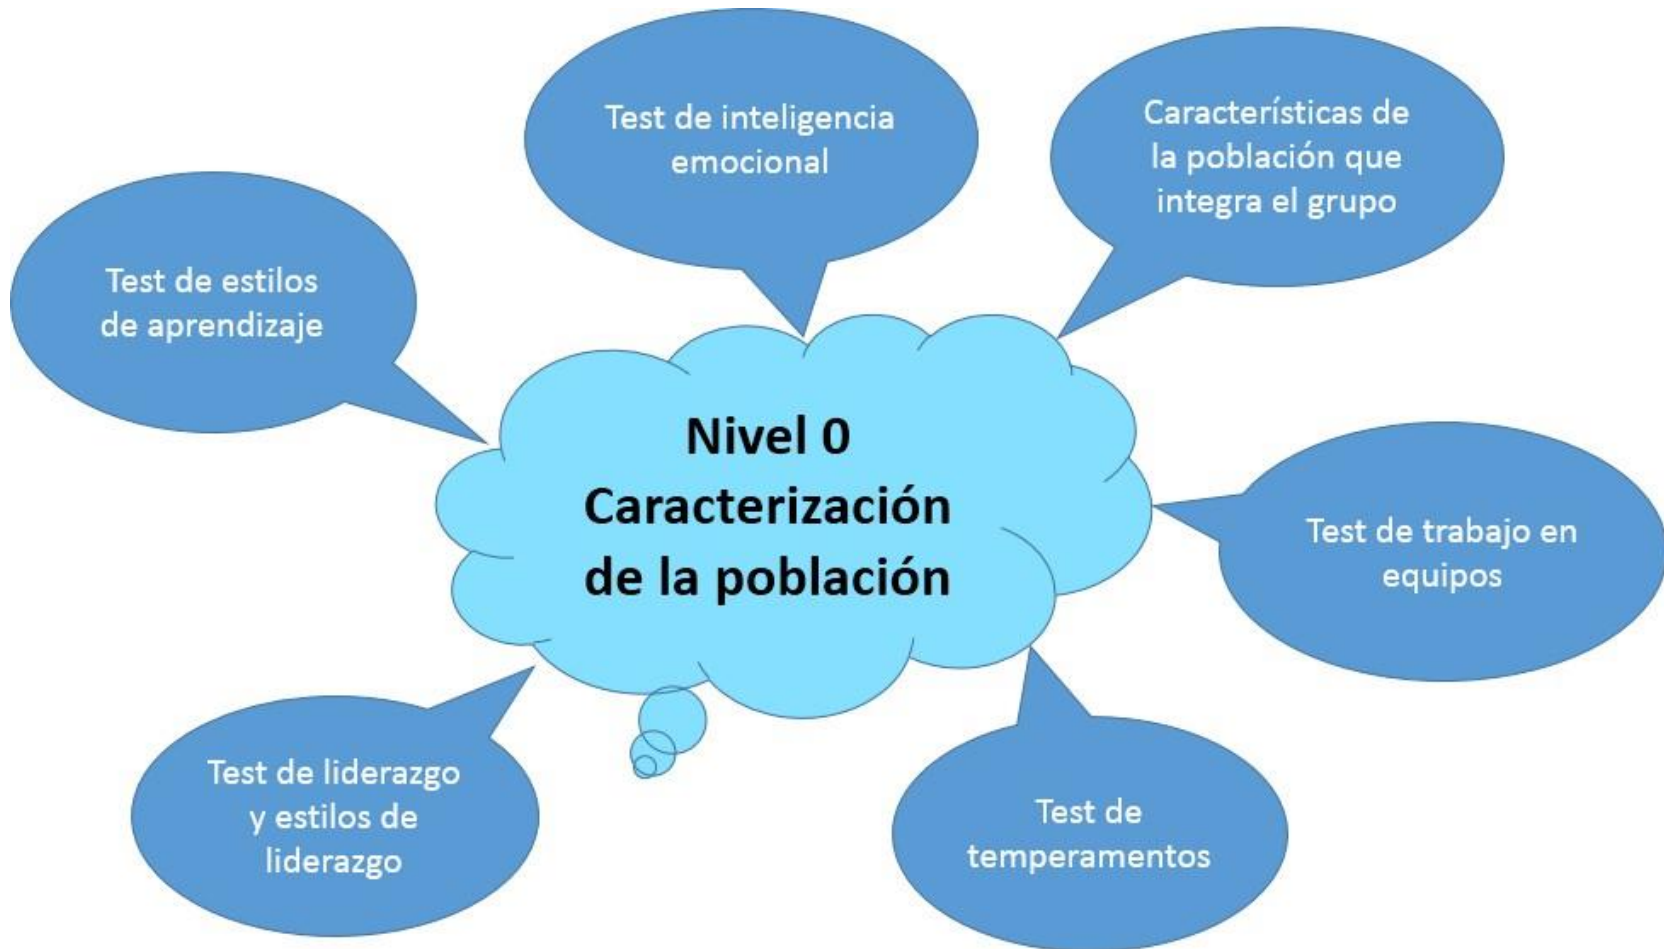 Test de inteligencia
emocional
Característicás de
la población que
integra el grupo
Test de estilos
de aprendizaje
Nivel 0
Caracterización
de la población
Test de trabajo en
equipos
Test de liderazgo
y estilos de
liderazgo
Test de
temperamentos